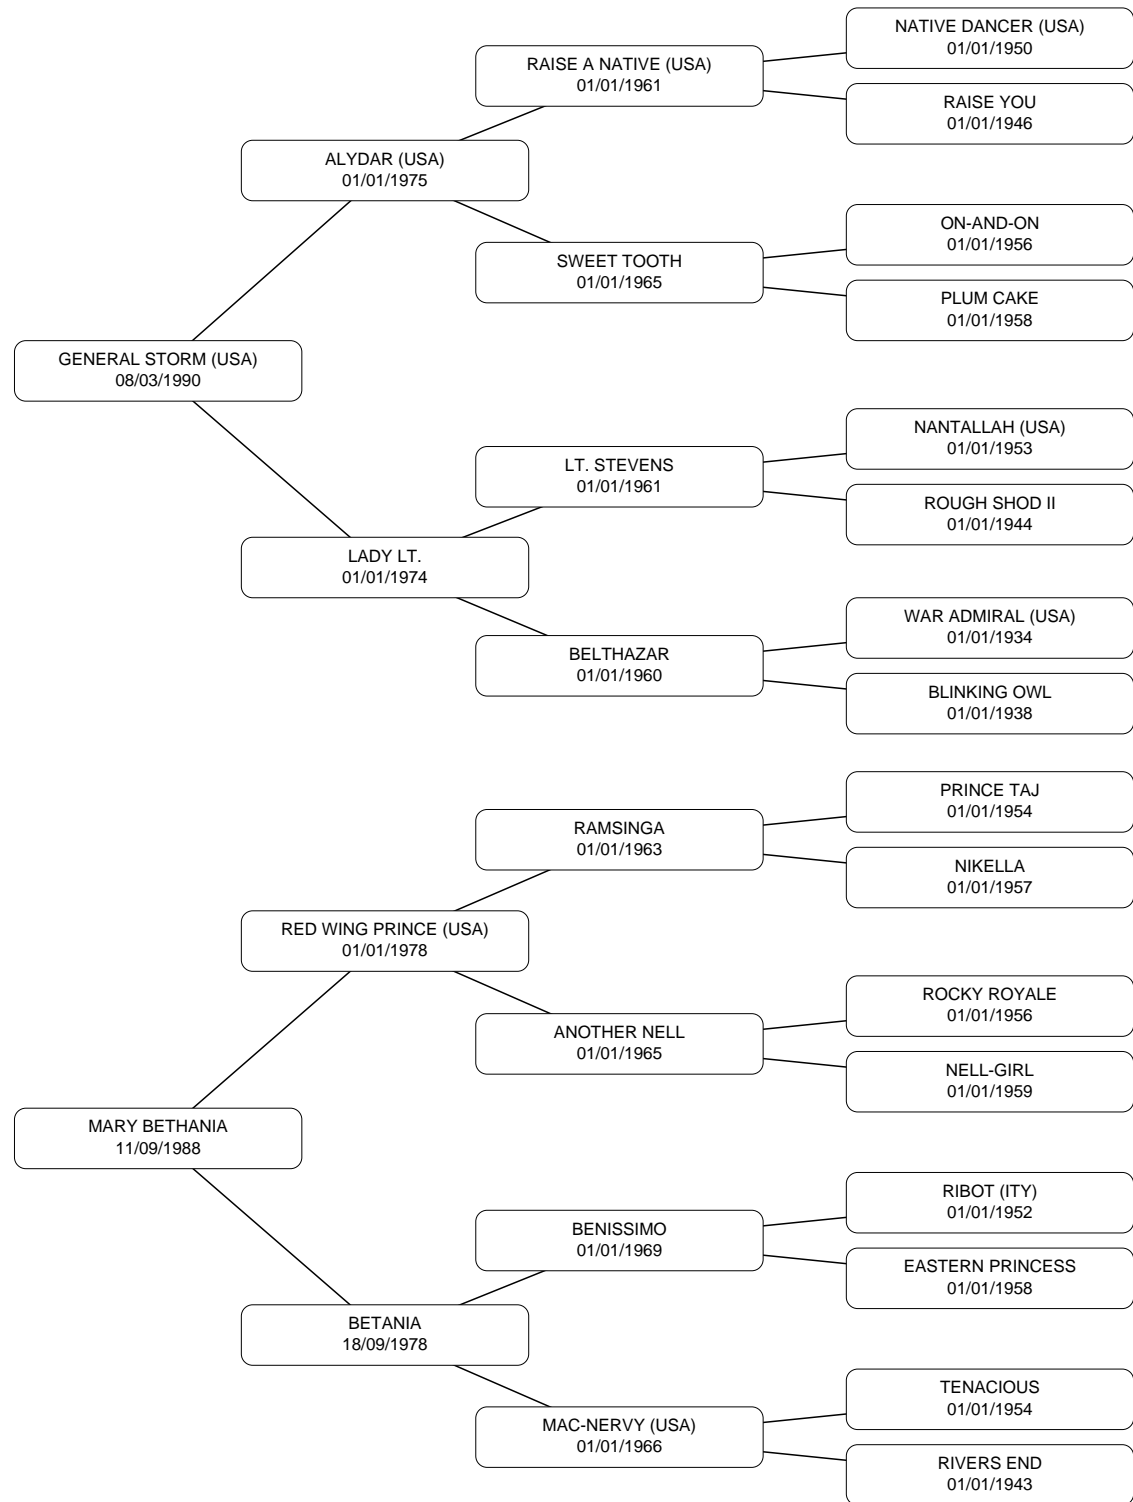 NATIVE DANCER (USA)
01/01/1950
RAISE A NATIVE (USA)
01/01/1961
RAISE YOU
01/01/1946
ALYDAR (USA)
01/01/1975
ON-AND-ON
01/01/1956
SWEET TOOTH
01/01/1965
PLUM CAKE
01/01/1958
GENERAL STORM (USA)
08/03/1990
NANTALLAH (USA)
01/01/1953
LT. STEVENS
01/01/1961
ROUGH SHOD II
01/01/1944
LADY LT.
01/01/1974
WAR ADMIRAL (USA)
01/01/1934
BELTHAZAR
01/01/1960
BLINKING OWL
01/01/1938
PRINCE TAJ
01/01/1954
RAMSINGA
01/01/1963
NIKELLA
01/01/1957
RED WING PRINCE (USA)
01/01/1978
ROCKY ROYALE
01/01/1956
ANOTHER NELL
01/01/1965
NELL-GIRL
01/01/1959
MARY BETHANIA
11/09/1988
RIBOT (ITY)
01/01/1952
BENISSIMO
01/01/1969
EASTERN PRINCESS
01/01/1958
BETANIA
18/09/1978
TENACIOUS
01/01/1954
MAC-NERVY (USA)
01/01/1966
RIVERS END
01/01/1943